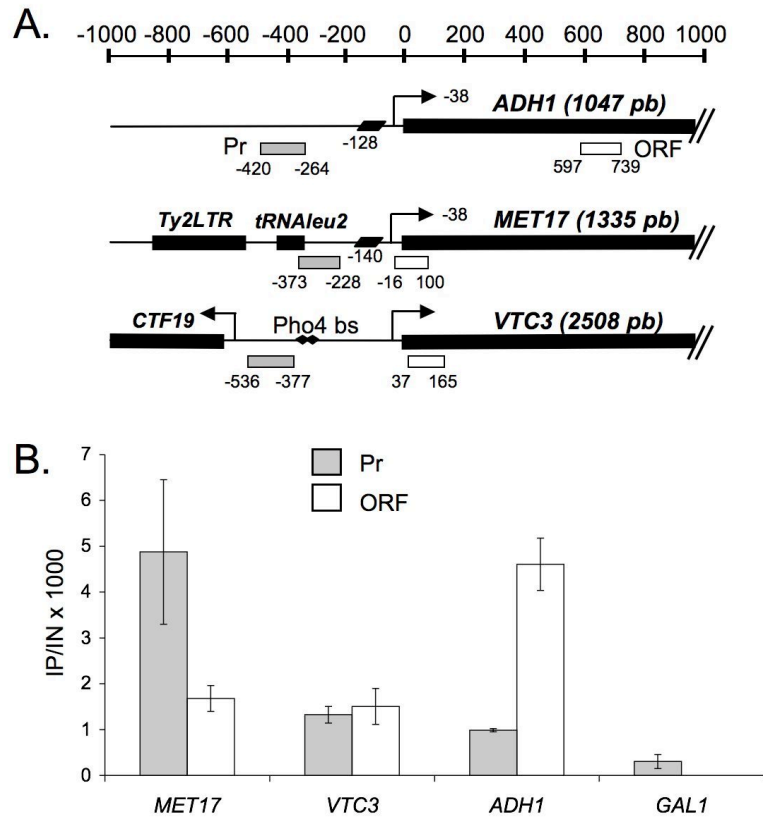 A.
-1000 -800 -600 -400 -200 0 200 400 600 800 1000
-38 ADH1 (1047 pb)
-128
Pr ORF
-420 -264 597 739
Ty2LTR tRNAleu2 -38 MET17 (1335 pb)
-140
-373 -228 -16 100
CTF19 Pho4 bs VTC3 (2508 pb)
-536 -377 37 165
B.
7
Pr
6
ORF
5
4
3
2
1
0
IP/IN x 1000
MET17 VTC3 ADH1 GAL1